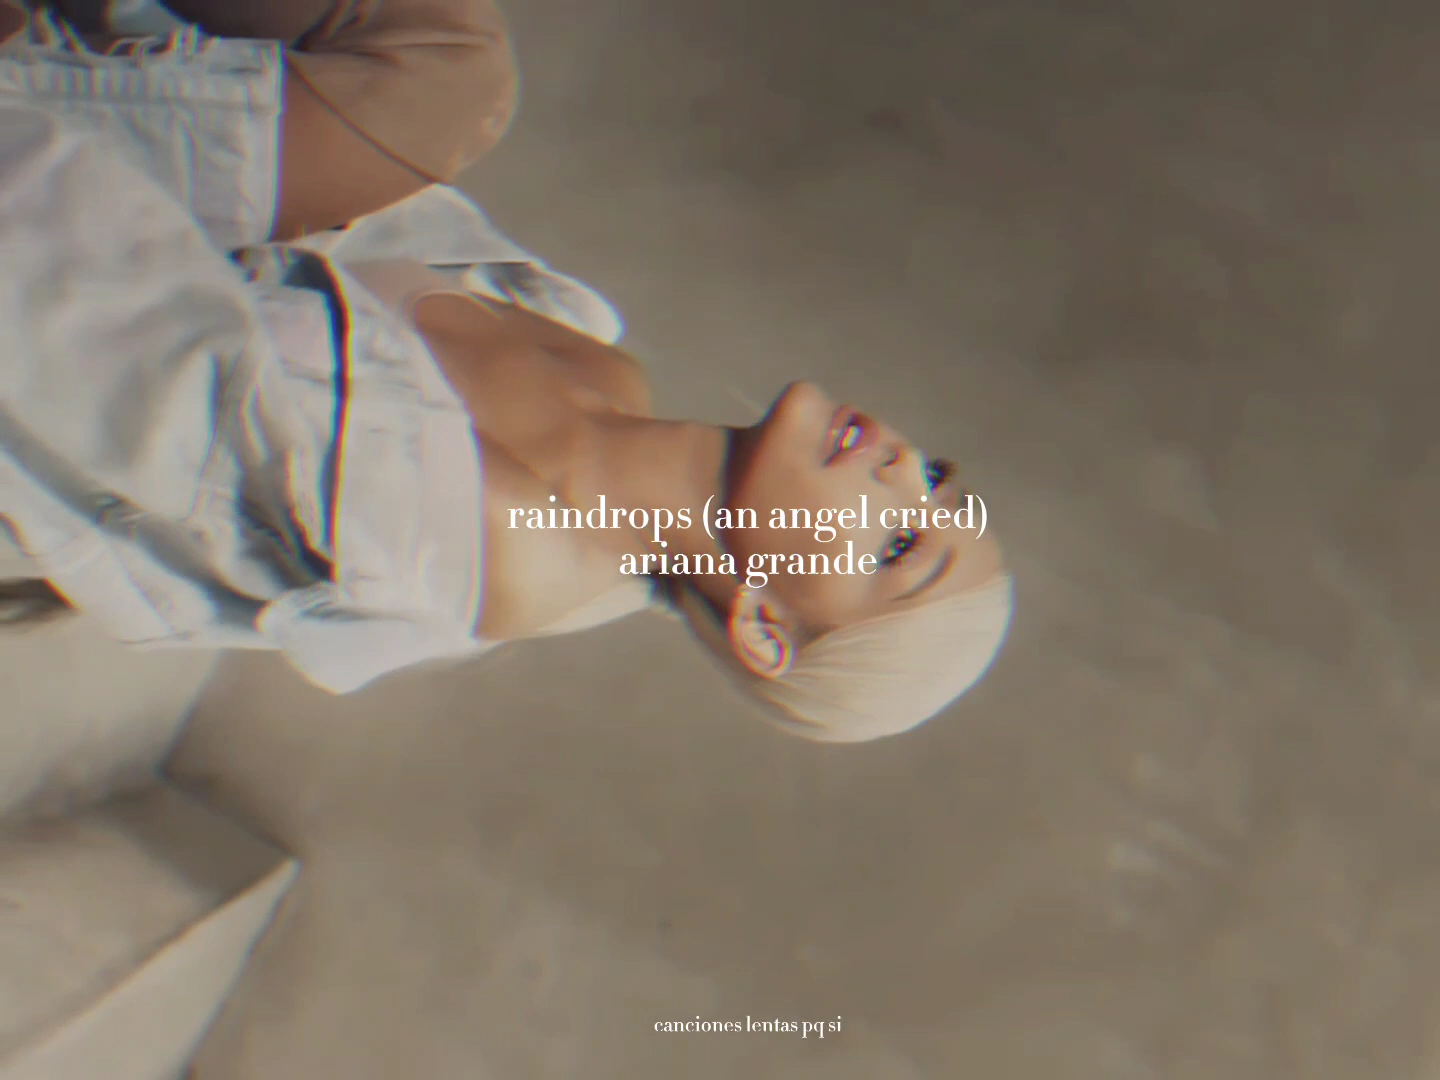 raindrops (an angel cried)
ariana grande
canciones lentas pq si